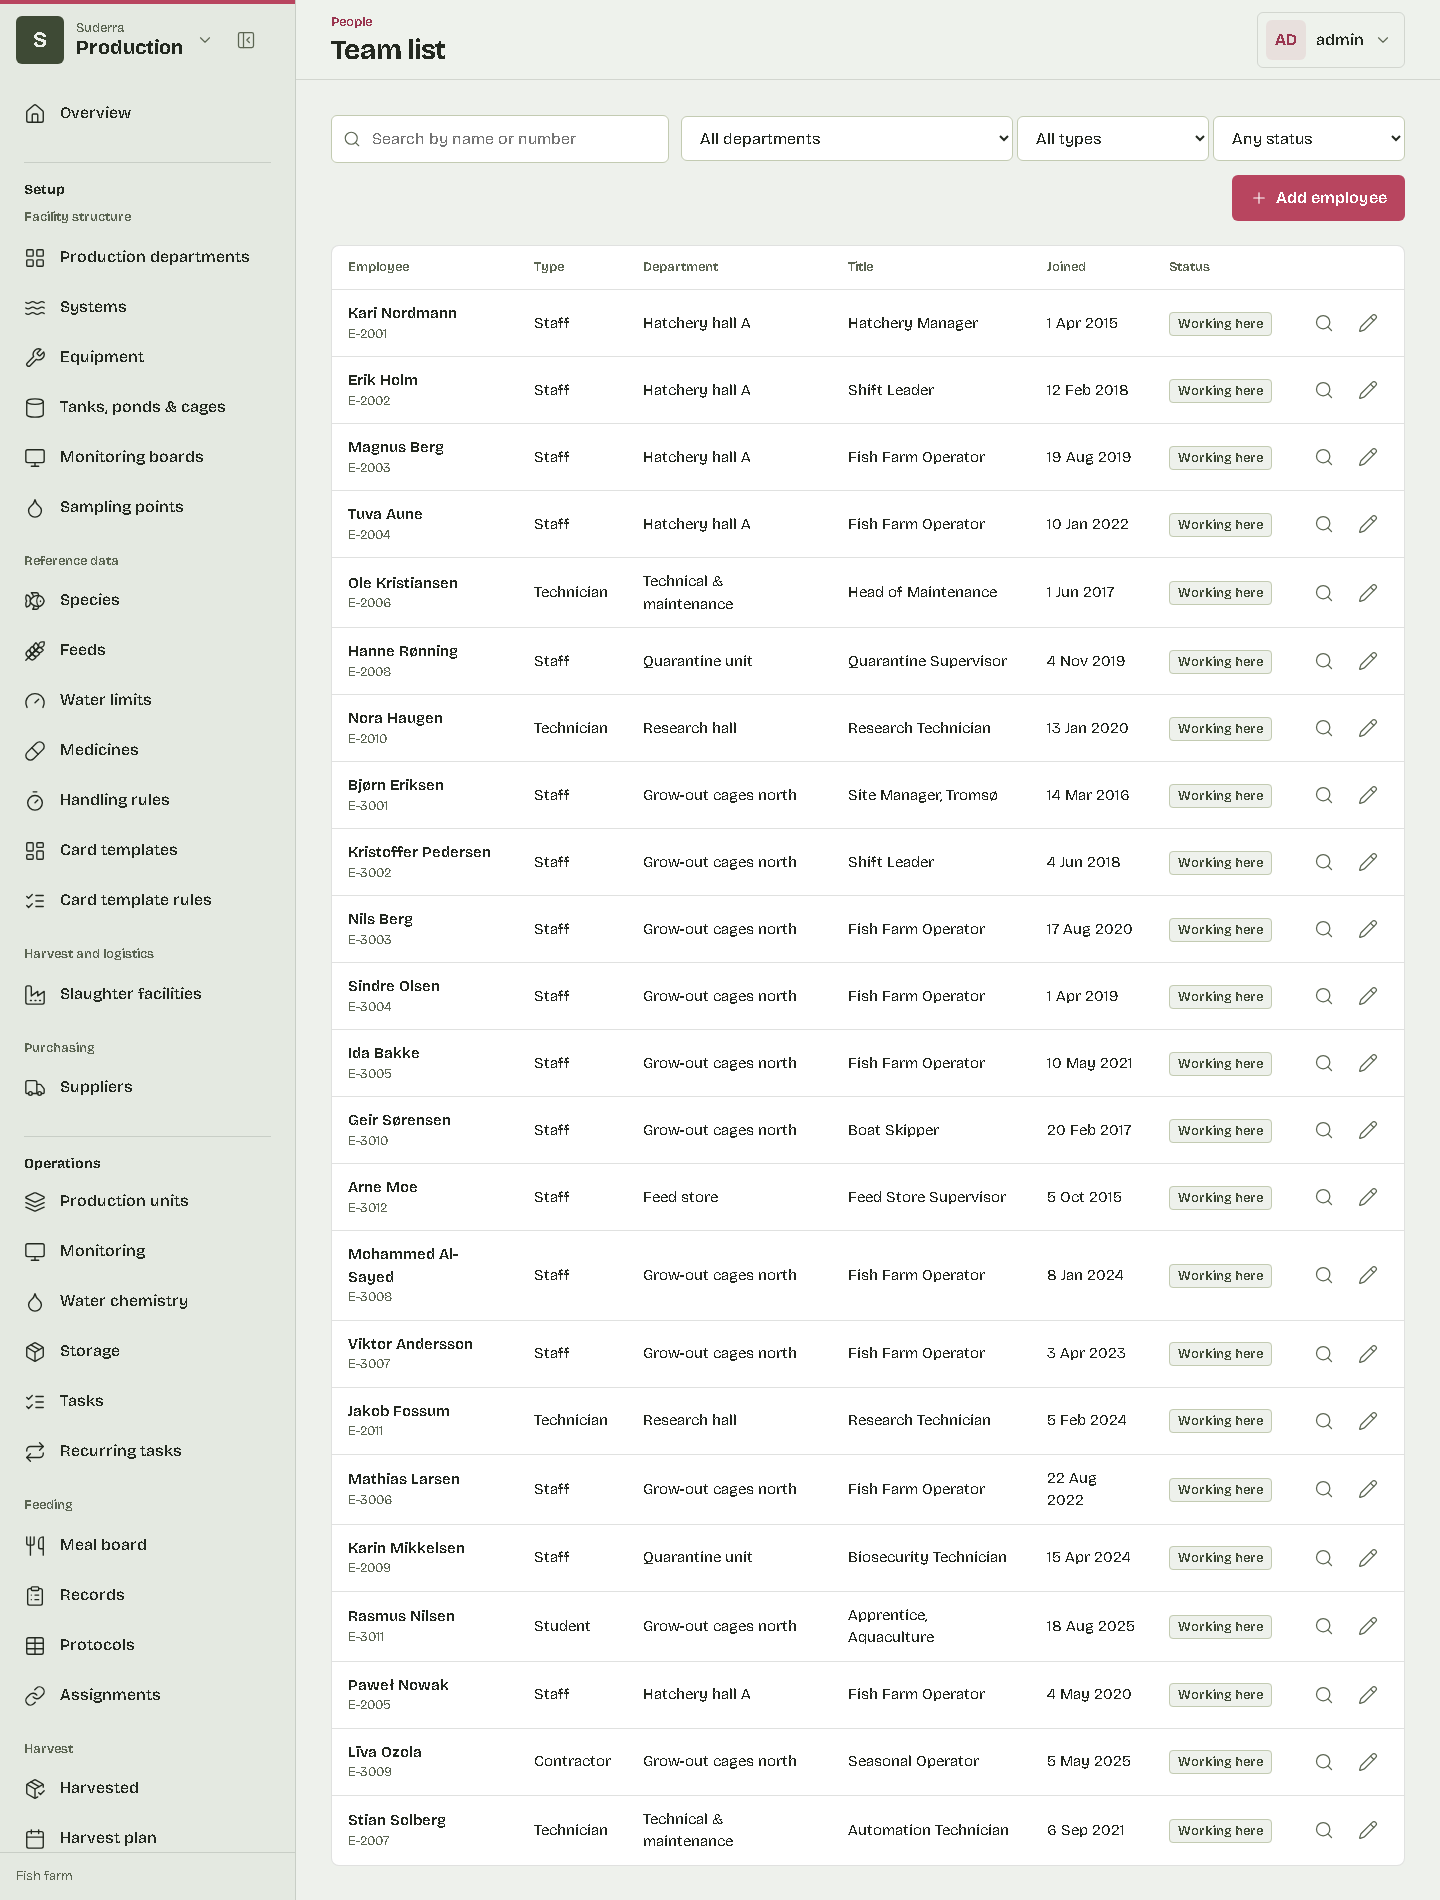 S
Suderra
Production
Overview
Setup
Facility structure
Production departments
Systems
Equipment
Tanks, ponds & cages
Monitoring boards
Sampling points
Reference data
Species
Feeds
Water limits
Medicines
Handling rules
Card templates
Card template rules
Harvest and logistics
Slaughter facilities
Purchasing
Suppliers
Operations
Production units
Monitoring
Water chemistry
Storage
Tasks
Recurring tasks
Feeding
Meal board
Records
Protocols
Assignments
Harvest
Harvested
Harvest plan
Fish farm
People
Team list
AD admin
Search by name or number All departments All types Any status
Add employee
Employee Type Department Title Joined Status
Kari Nordmann
E-2001 Staff Hatchery hall A Hatchery Manager 1 Apr 2015 Working here
Erik Holm
E-2002 Staff Hatchery hall A Shift Leader 12 Feb 2018 Working here
Magnus Berg
E-2003 Staff Hatchery hall A Fish Farm Operator 19 Aug 2019 Working here
Tuva Aune
E-2004 Staff Hatchery hall A Fish Farm Operator 10 Jan 2022 Working here
Ole Kristiansen
E-2006 Technician Technical &
maintenance Head of Maintenance 1 Jun 2017 Working here
Hanne Rønning
E-2008 Staff Quarantine unit Quarantine Supervisor 4 Nov 2019 Working here
Nora Haugen
E-2010 Technician Research hall Research Technician 13 Jan 2020 Working here
Bjørn Eriksen
E-3001 Staff Grow-out cages north Site Manager, Tromsø 14 Mar 2016 Working here
Kristoffer Pedersen
E-3002 Staff Grow-out cages north Shift Leader 4 Jun 2018 Working here
Nils Berg
E-3003 Staff Grow-out cages north Fish Farm Operator 17 Aug 2020 Working here
Sindre Olsen
E-3004 Staff Grow-out cages north Fish Farm Operator 1 Apr 2019 Working here
Ida Bakke
E-3005 Staff Grow-out cages north Fish Farm Operator 10 May 2021 Working here
Geir Sørensen
E-3010 Staff Grow-out cages north Boat Skipper 20 Feb 2017 Working here
Arne Moe
E-3012 Staff Feed store Feed Store Supervisor 5 Oct 2015 Working here
Mohammed Al-
Sayed
E-3008 Staff Grow-out cages north Fish Farm Operator 8 Jan 2024 Working here
Viktor Andersson
E-3007 Staff Grow-out cages north Fish Farm Operator 3 Apr 2023 Working here
Jakob Fossum
E-2011 Technician Research hall Research Technician 5 Feb 2024 Working here
Mathias Larsen
E-3006 Staff Grow-out cages north Fish Farm Operator 22 Aug
2022 Working here
Karin Mikkelsen
E-2009 Staff Quarantine unit Biosecurity Technician 15 Apr 2024 Working here
Rasmus Nilsen
E-3011 Student Grow-out cages north Apprentice,
Aquaculture 18 Aug 2025 Working here
Paweł Nowak
E-2005 Staff Hatchery hall A Fish Farm Operator 4 May 2020 Working here
Līva Ozola
E-3009 Contractor Grow-out cages north Seasonal Operator 5 May 2025 Working here
Stian Solberg
E-2007 Technician Technical &
maintenance Automation Technician 6 Sep 2021 Working here